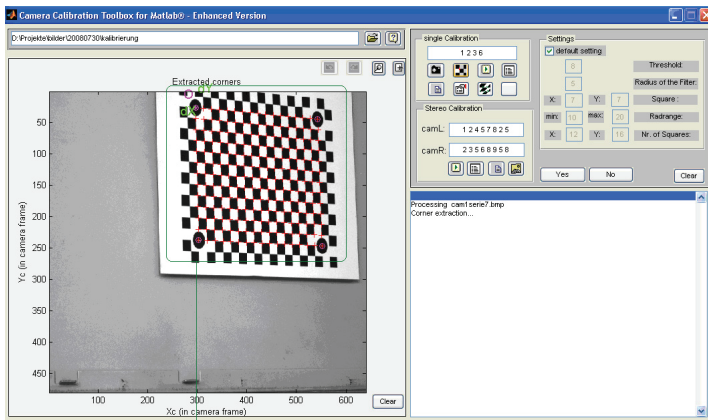 Camera Calibration Toolbox for Matlab® - Enhanced Version
D:\Projekte\bilder\20080730\kalibrierung
Extracted corners
dY
O
dX
50
100
150
200
250
300
350
400
450
Yc (in camera frame)
100 200 300 400 500 600
Xc (in camera frame)
Clear
single Calibration
1 2 3 6
Stereo Calibration
camL: 1 2 4 5 7 8 2 5
camR: 2 3 5 6 8 9 5 8
Settings
default setting
8 Threshold:
5 Radius of the Filter:
X: 7 Y: 7 Square :
min: 10 max: 20 Radrange:
X: 12 Y: 16 Nr. of Squares:
Yes No Clear
Processing cam1serie7.bmp
Corner extraction...